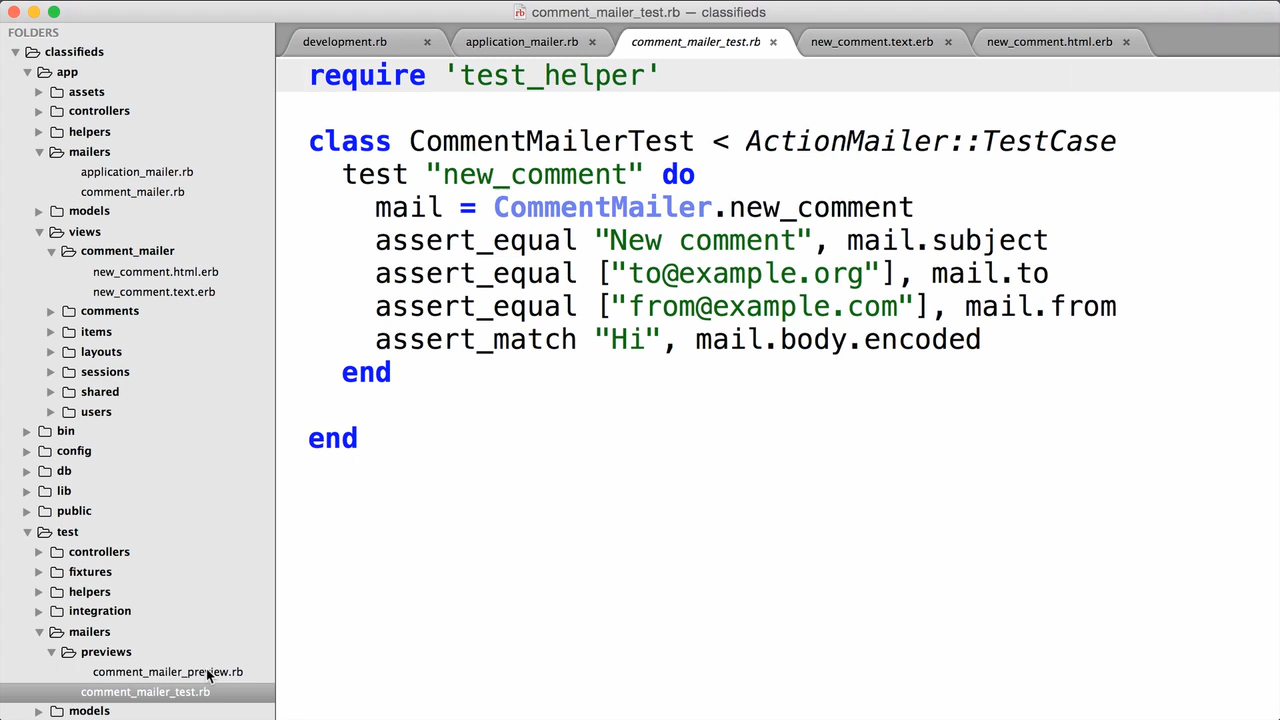 comment_mailer_test.rb — classifieds
FOLDERS
classifieds
app
assets
controllers
helpers
mailers
application_mailer.rb
comment_mailer.rb
models
views
comment_mailer
new_comment.html.erb
new_comment.text.erb
comments
items
layouts
sessions
shared
users
bin
config
db
lib
public
test
controllers
fixtures
helpers
integration
mailers
previews
comment_mailer_preview.rb
comment_mailer_test.rb
models
development.rb × application_mailer.rb × comment_mailer_test.rb × new_comment.text.erb × new_comment.html.erb ×
require 'test_helper'
class CommentMailerTest < ActionMailer::TestCase
test "new_comment" do
mail = CommentMailer.new_comment
assert_equal "New comment", mail.subject
assert_equal ["to@example.org"], mail.to
assert_equal ["from@example.com"], mail.from
assert_match "Hi", mail.body.encoded
end
end